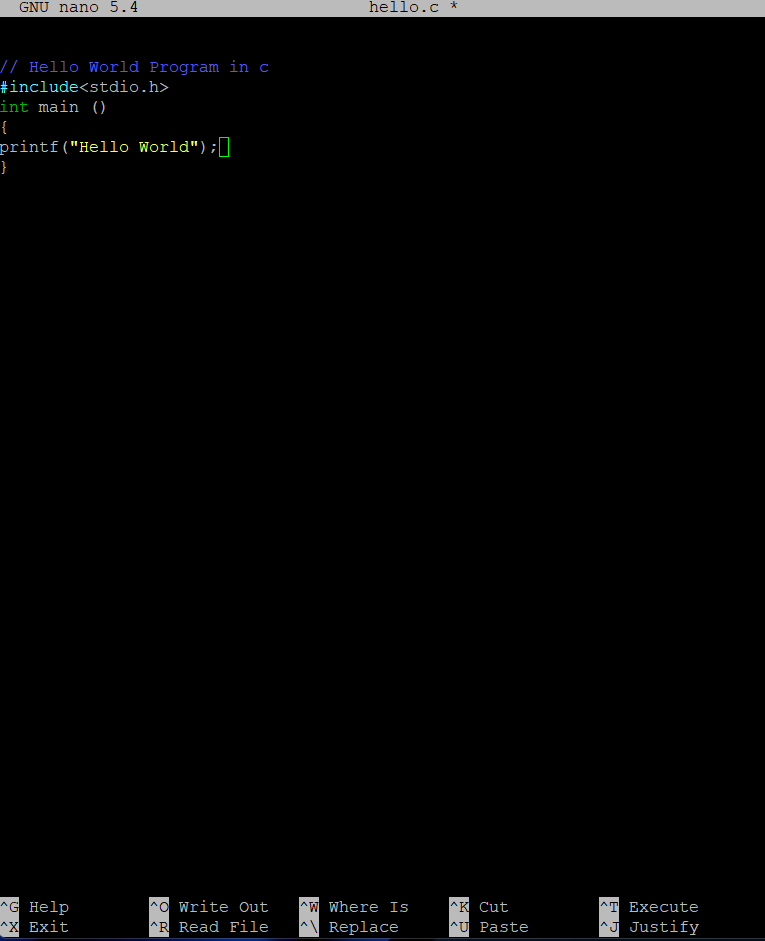 GNU nano 5.4 hello.c *
// Hello World Program in c
#include<stdio.h>
int main ()
{
printf("Hello World");
}
^G Help ^O Write Out ^W Where Is ^K Cut ^T Execute
^X Exit ^R Read File ^\ Replace ^U Paste ^J Justify